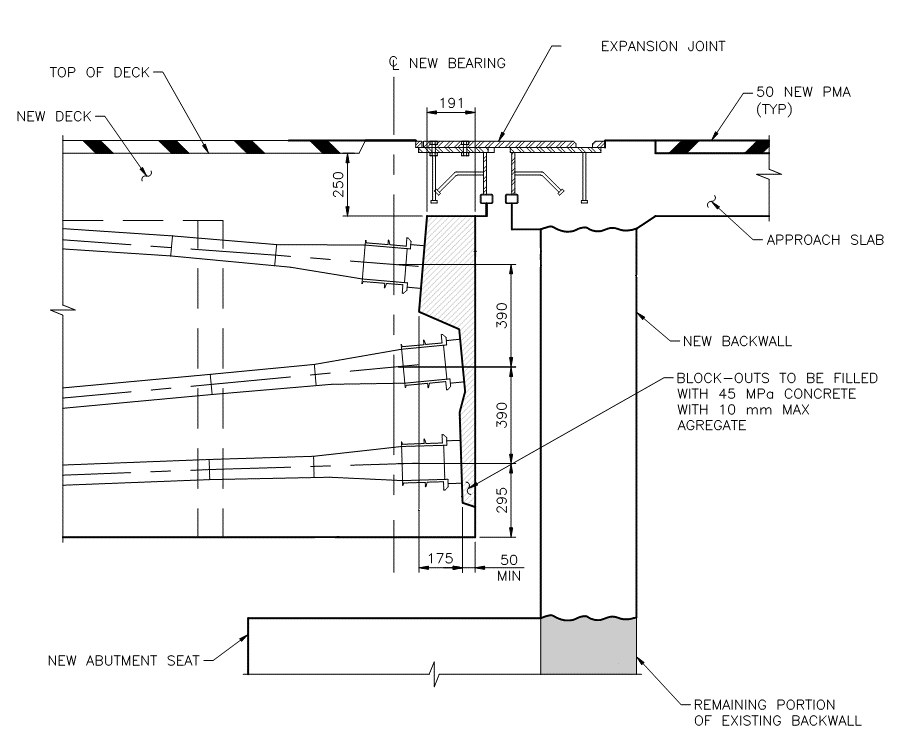 EXPANSION JOINT
℄ NEW BEARING
TOP OF DECK
50 NEW PMA
(TYP)
191
NEW DECK
250
APPROACH SLAB
390
NEW BACKWALL
BLOCK-OUTS TO BE FILLED
WITH 45 MPa CONCRETE
WITH 10 mm MAX
AGREGATE
390
295
175
50
MIN
NEW ABUTMENT SEAT
REMAINING PORTION
OF EXISTING BACKWALL